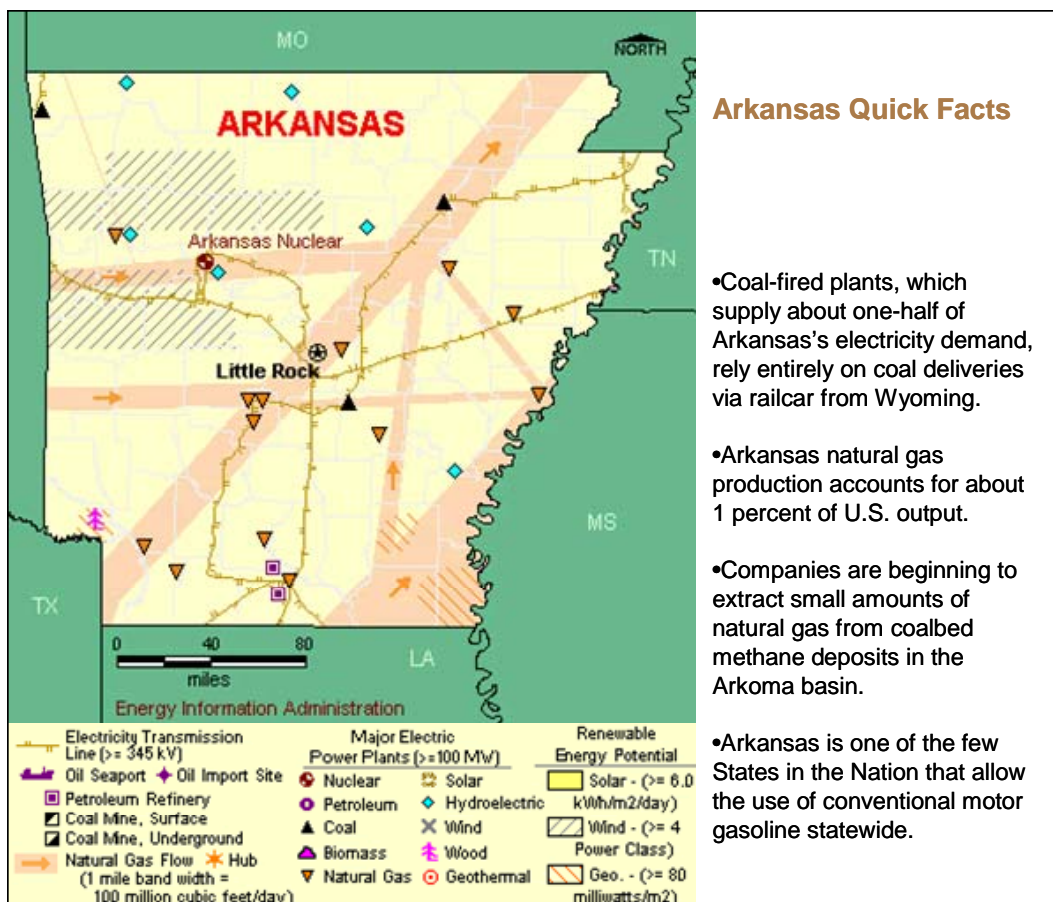 MO
NORTH
ARKANSAS
Arkansas Nuclear
TN
Little Rock
MS
TX
LA
0 40 80
miles
Energy Information Administration
Electricity Transmission
Line (>= 345 kV)
Oil Seaport Oil Import Site
Petroleum Refinery
Coal Mine, Surface
Coal Mine, Underground
Natural Gas Flow Hub
(1 mile band width =
100 million cubic feet/day)
Major Electric
Power Plants (>=100 MW)
Nuclear Solar
Petroleum Hydroelectric
Coal Wind
Biomass Wood
Natural Gas Geothermal
Renewable
Energy Potential
Solar - (>= 6.0
kWh/m2/day)
Wind - (>= 4
Power Class)
Geo. - (>= 80
milliwatts/m2)
Arkansas Quick Facts
•Coal-fired plants, which
supply about one-half of
Arkansas's electricity demand,
rely entirely on coal deliveries
via railcar from Wyoming.
•Arkansas natural gas
production accounts for about
1 percent of U.S. output.
•Companies are beginning to
extract small amounts of
natural gas from coalbed
methane deposits in the
Arkoma basin.
•Arkansas is one of the few
States in the Nation that allow
the use of conventional motor
gasoline statewide.